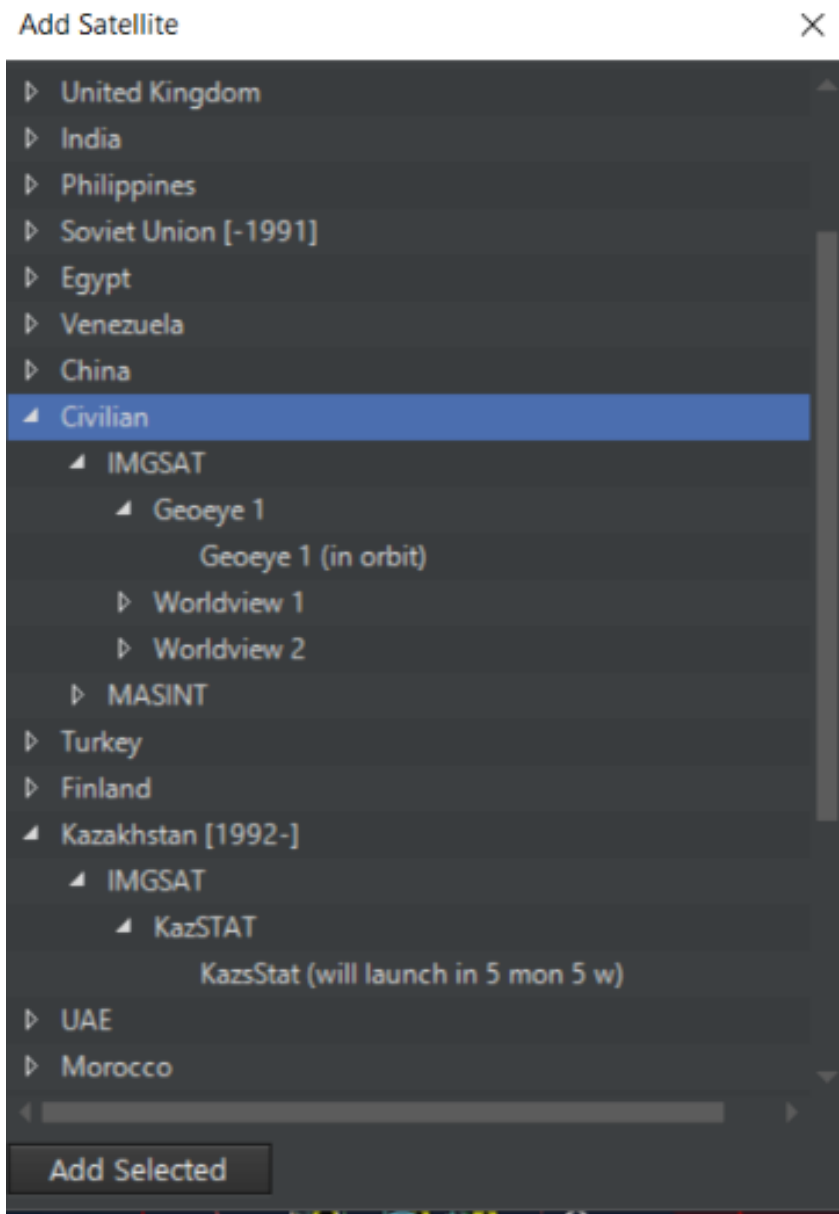 Add Satellite
United Kingdom
India
Philippines
Soviet Union [-1991]
Egypt
Venezuela
China
Civilian
IMGSAT
Geoeye 1
Geoeye 1 (in orbit)
Worldview 1
Worldview 2
MASINT
Turkey
Finland
Kazakhstan [1992-]
IMGSAT
KazSTAT
KazsStat (will launch in 5 mon 5 w)
UAE
Morocco
Add Selected